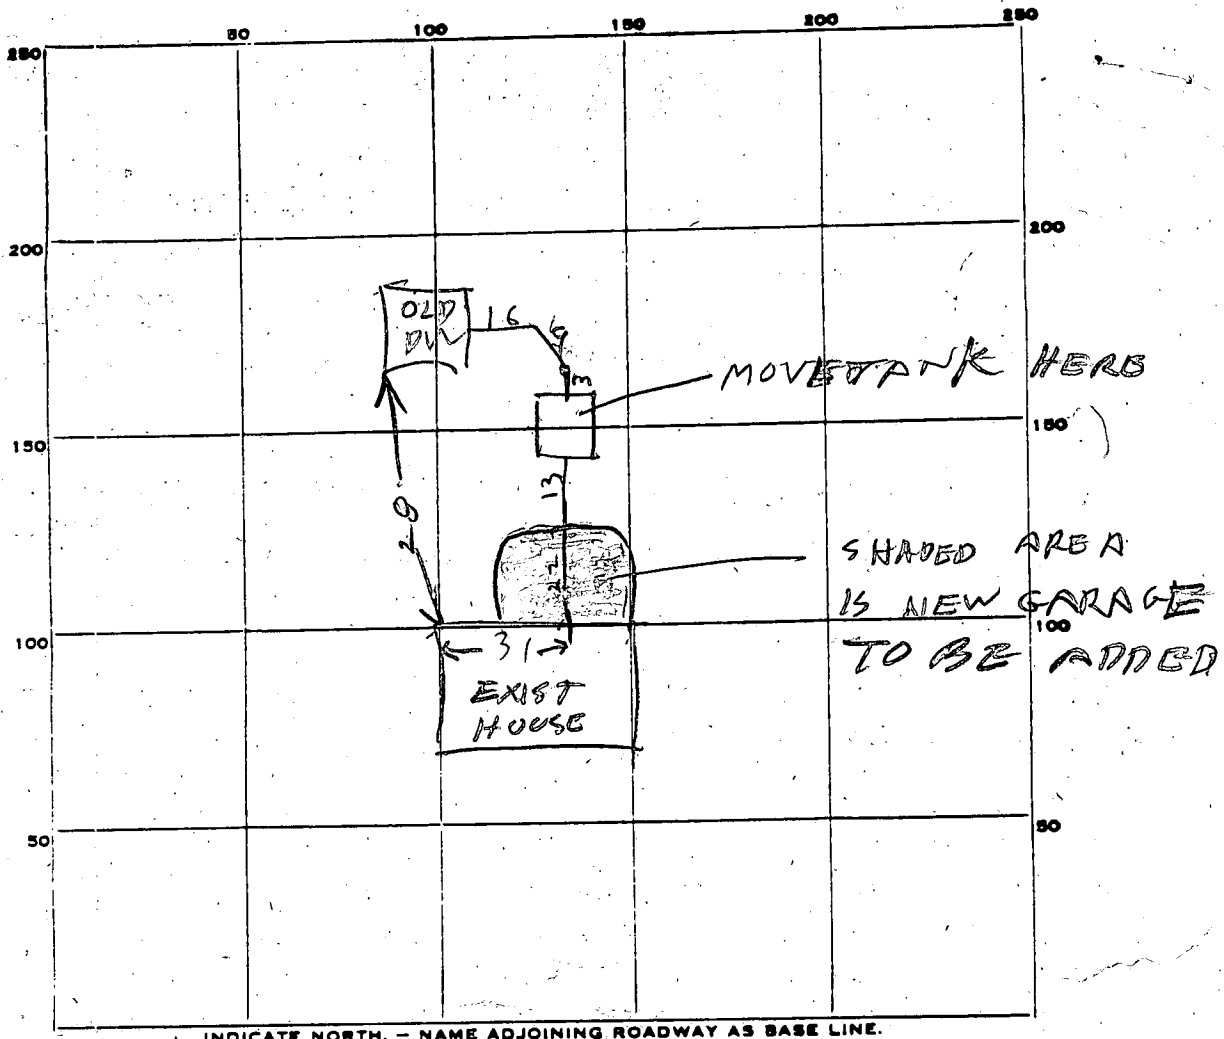 50 100 150 200 250
250
200 200
OLD 16
DW
3
MOVE TANK HERE
150 150
13
28
22
SHADED AREA
IS NEW GARAGE
100 100
TO BE ADDED
31
EXIST
HOUSE
50 50
INDICATE NORTH. – NAME ADJOINING ROADWAY AS BASE LINE.